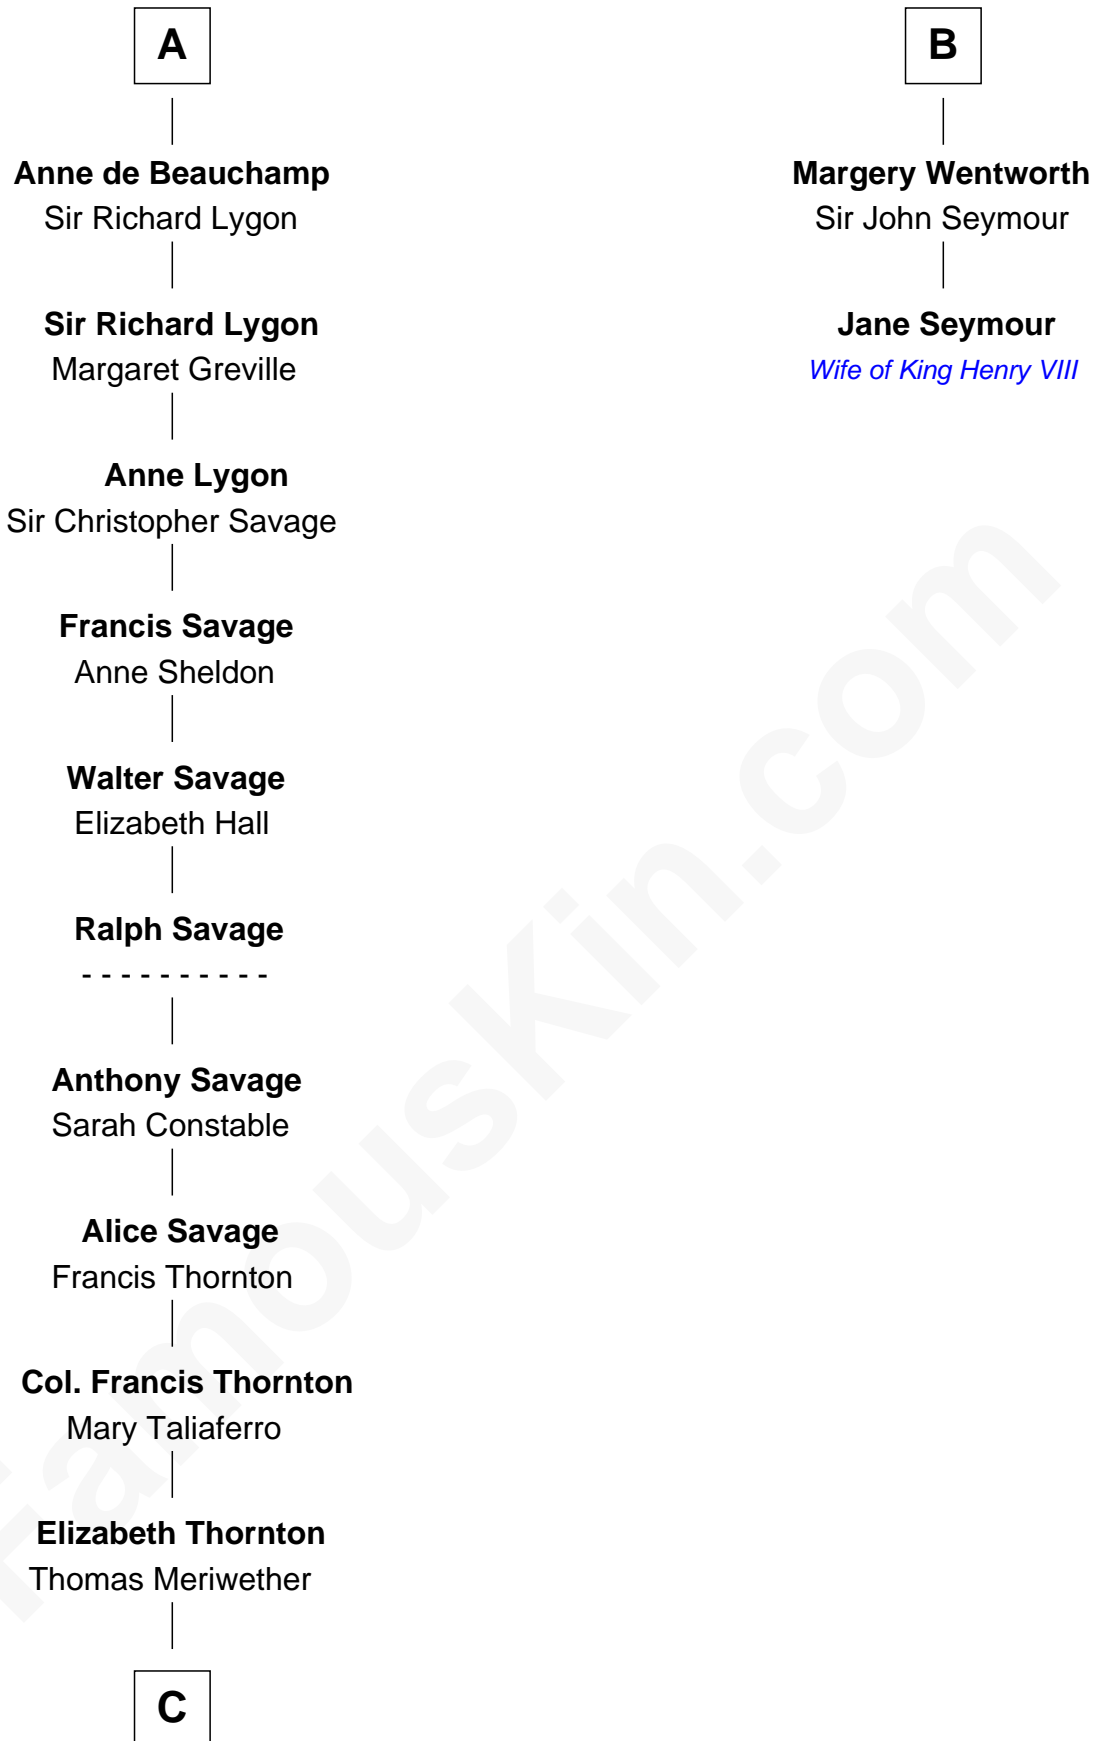 A
Anne de Beauchamp
Sir Richard Lygon
Sir Richard Lygon
Margaret Greville
Anne Lygon
Sir Christopher Savage
Francis Savage
Anne Sheldon
Walter Savage
Elizabeth Hall
Ralph Savage
- - - - - - - - - -
Anthony Savage
Sarah Constable
Alice Savage
Francis Thornton
Col. Francis Thornton
Mary Taliaferro
Elizabeth Thornton
Thomas Meriwether
C
B
Margery Wentworth
Sir John Seymour
Jane Seymour
Wife of King Henry VIII
FamousKin.com